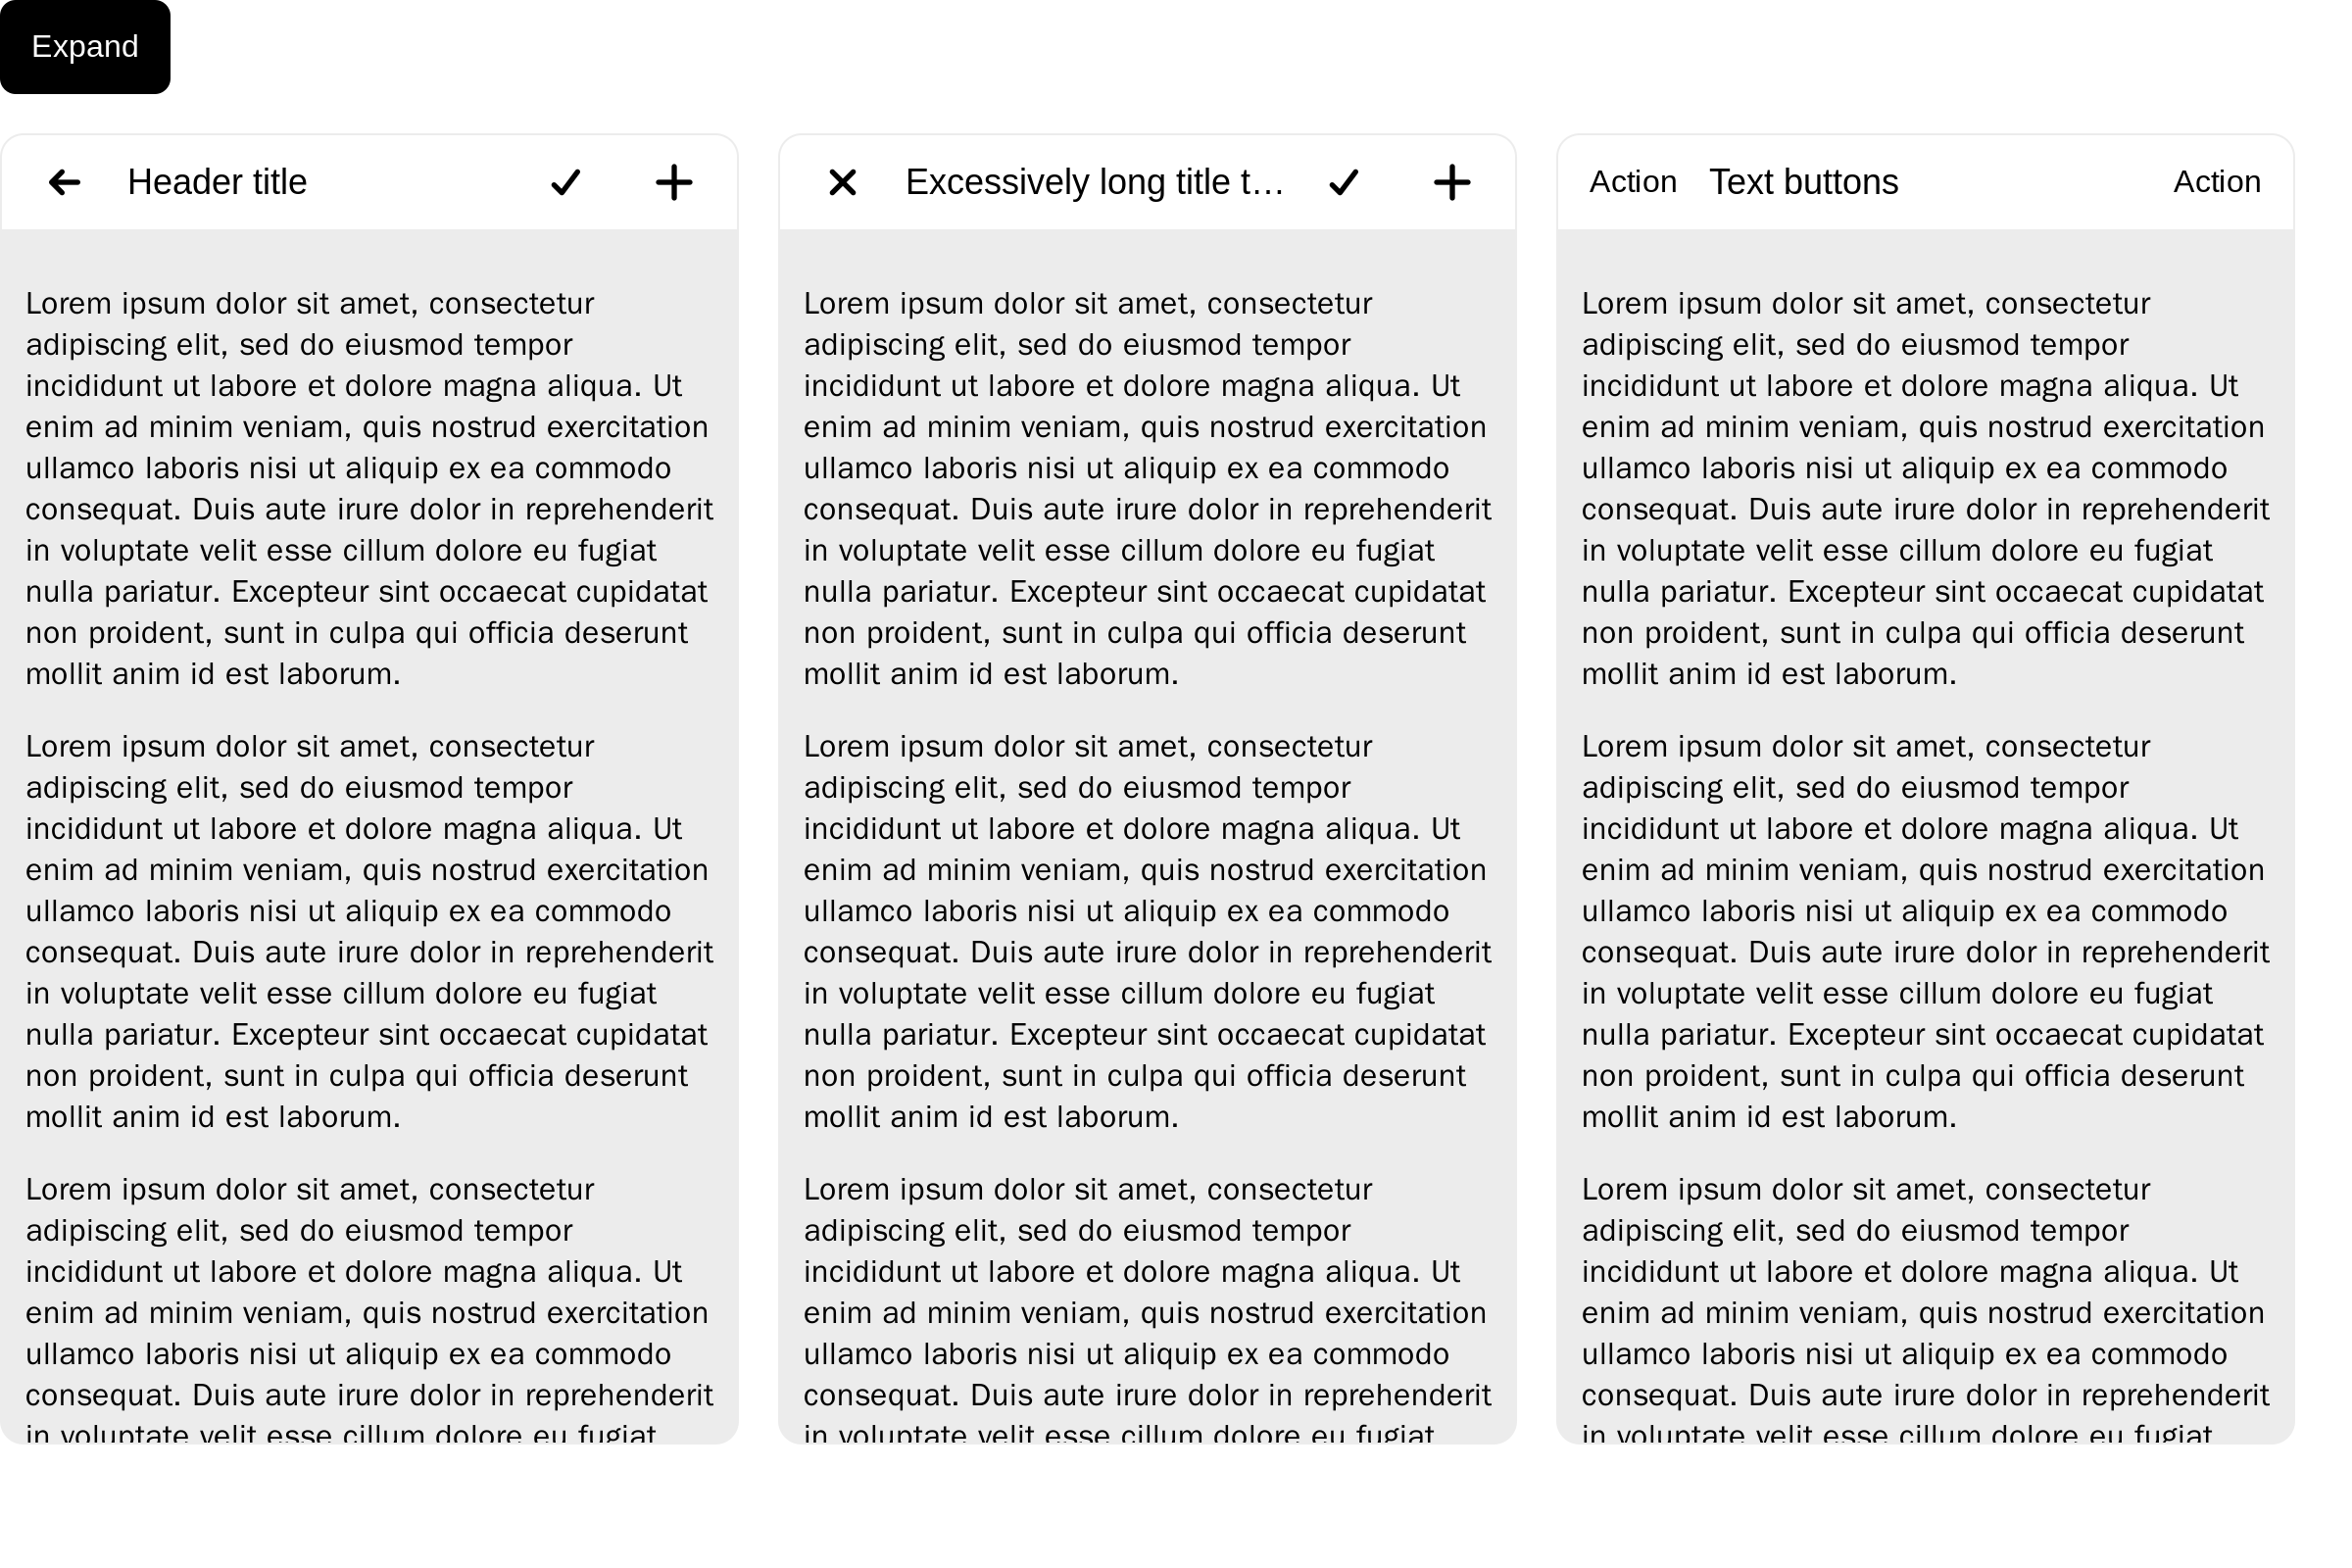 Expand
Header title
Lorem ipsum dolor sit amet, consectetur
adipiscing elit, sed do eiusmod tempor
incididunt ut labore et dolore magna aliqua. Ut
enim ad minim veniam, quis nostrud exercitation
ullamco laboris nisi ut aliquip ex ea commodo
consequat. Duis aute irure dolor in reprehenderit
in voluptate velit esse cillum dolore eu fugiat
nulla pariatur. Excepteur sint occaecat cupidatat
non proident, sunt in culpa qui officia deserunt
mollit anim id est laborum.
Lorem ipsum dolor sit amet, consectetur
adipiscing elit, sed do eiusmod tempor
incididunt ut labore et dolore magna aliqua. Ut
enim ad minim veniam, quis nostrud exercitation
ullamco laboris nisi ut aliquip ex ea commodo
consequat. Duis aute irure dolor in reprehenderit
in voluptate velit esse cillum dolore eu fugiat
nulla pariatur. Excepteur sint occaecat cupidatat
non proident, sunt in culpa qui officia deserunt
mollit anim id est laborum.
Lorem ipsum dolor sit amet, consectetur
adipiscing elit, sed do eiusmod tempor
incididunt ut labore et dolore magna aliqua. Ut
enim ad minim veniam, quis nostrud exercitation
ullamco laboris nisi ut aliquip ex ea commodo
consequat. Duis aute irure dolor in reprehenderit
in voluptate velit esse cillum dolore eu fugiat
Excessively long title t…
Lorem ipsum dolor sit amet, consectetur
adipiscing elit, sed do eiusmod tempor
incididunt ut labore et dolore magna aliqua. Ut
enim ad minim veniam, quis nostrud exercitation
ullamco laboris nisi ut aliquip ex ea commodo
consequat. Duis aute irure dolor in reprehenderit
in voluptate velit esse cillum dolore eu fugiat
nulla pariatur. Excepteur sint occaecat cupidatat
non proident, sunt in culpa qui officia deserunt
mollit anim id est laborum.
Lorem ipsum dolor sit amet, consectetur
adipiscing elit, sed do eiusmod tempor
incididunt ut labore et dolore magna aliqua. Ut
enim ad minim veniam, quis nostrud exercitation
ullamco laboris nisi ut aliquip ex ea commodo
consequat. Duis aute irure dolor in reprehenderit
in voluptate velit esse cillum dolore eu fugiat
nulla pariatur. Excepteur sint occaecat cupidatat
non proident, sunt in culpa qui officia deserunt
mollit anim id est laborum.
Lorem ipsum dolor sit amet, consectetur
adipiscing elit, sed do eiusmod tempor
incididunt ut labore et dolore magna aliqua. Ut
enim ad minim veniam, quis nostrud exercitation
ullamco laboris nisi ut aliquip ex ea commodo
consequat. Duis aute irure dolor in reprehenderit
in voluptate velit esse cillum dolore eu fugiat
Action Text buttons Action
Lorem ipsum dolor sit amet, consectetur
adipiscing elit, sed do eiusmod tempor
incididunt ut labore et dolore magna aliqua. Ut
enim ad minim veniam, quis nostrud exercitation
ullamco laboris nisi ut aliquip ex ea commodo
consequat. Duis aute irure dolor in reprehenderit
in voluptate velit esse cillum dolore eu fugiat
nulla pariatur. Excepteur sint occaecat cupidatat
non proident, sunt in culpa qui officia deserunt
mollit anim id est laborum.
Lorem ipsum dolor sit amet, consectetur
adipiscing elit, sed do eiusmod tempor
incididunt ut labore et dolore magna aliqua. Ut
enim ad minim veniam, quis nostrud exercitation
ullamco laboris nisi ut aliquip ex ea commodo
consequat. Duis aute irure dolor in reprehenderit
in voluptate velit esse cillum dolore eu fugiat
nulla pariatur. Excepteur sint occaecat cupidatat
non proident, sunt in culpa qui officia deserunt
mollit anim id est laborum.
Lorem ipsum dolor sit amet, consectetur
adipiscing elit, sed do eiusmod tempor
incididunt ut labore et dolore magna aliqua. Ut
enim ad minim veniam, quis nostrud exercitation
ullamco laboris nisi ut aliquip ex ea commodo
consequat. Duis aute irure dolor in reprehenderit
in voluptate velit esse cillum dolore eu fugiat